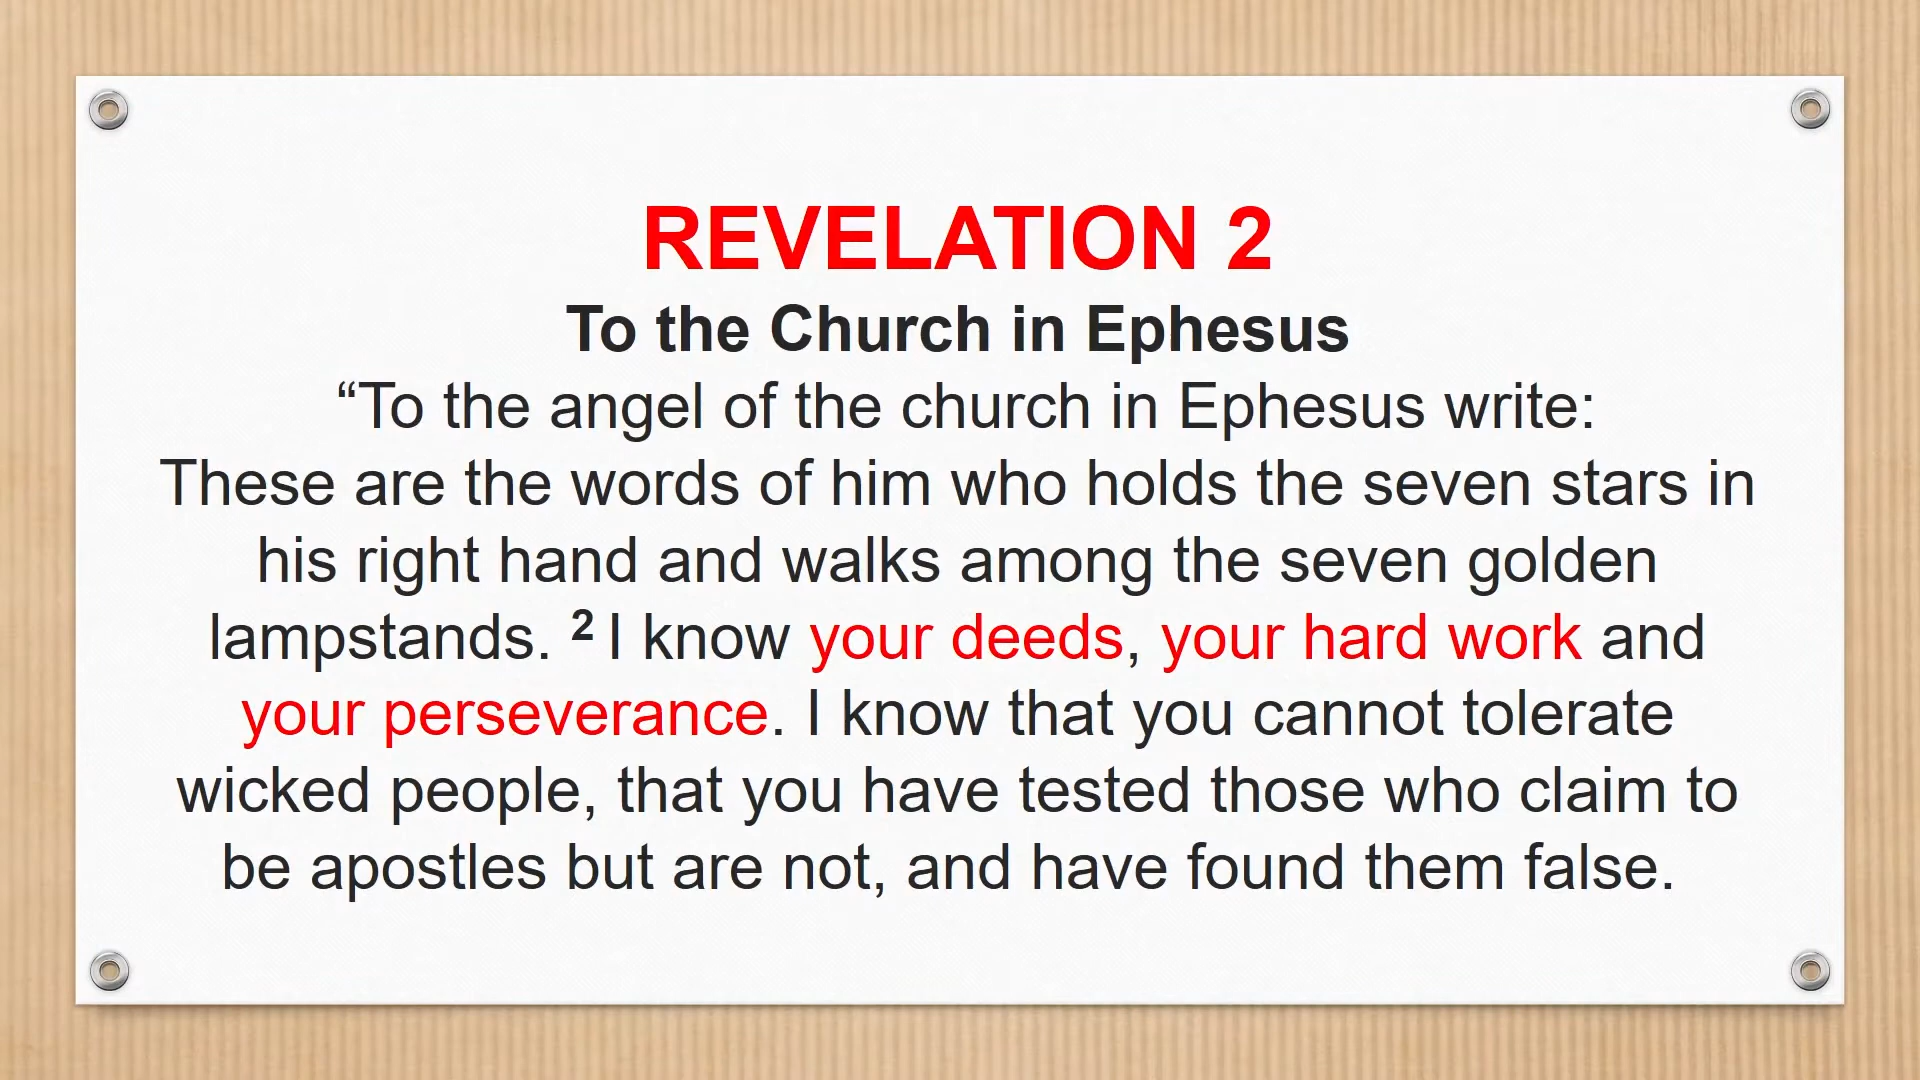 REVELATION 2
To the Church in Ephesus
“To the angel of the church in Ephesus write:
These are the words of him who holds the seven stars in
his right hand and walks among the seven golden
lampstands. ² I know your deeds, your hard work and
your perseverance. I know that you cannot tolerate
wicked people, that you have tested those who claim to
be apostles but are not, and have found them false.